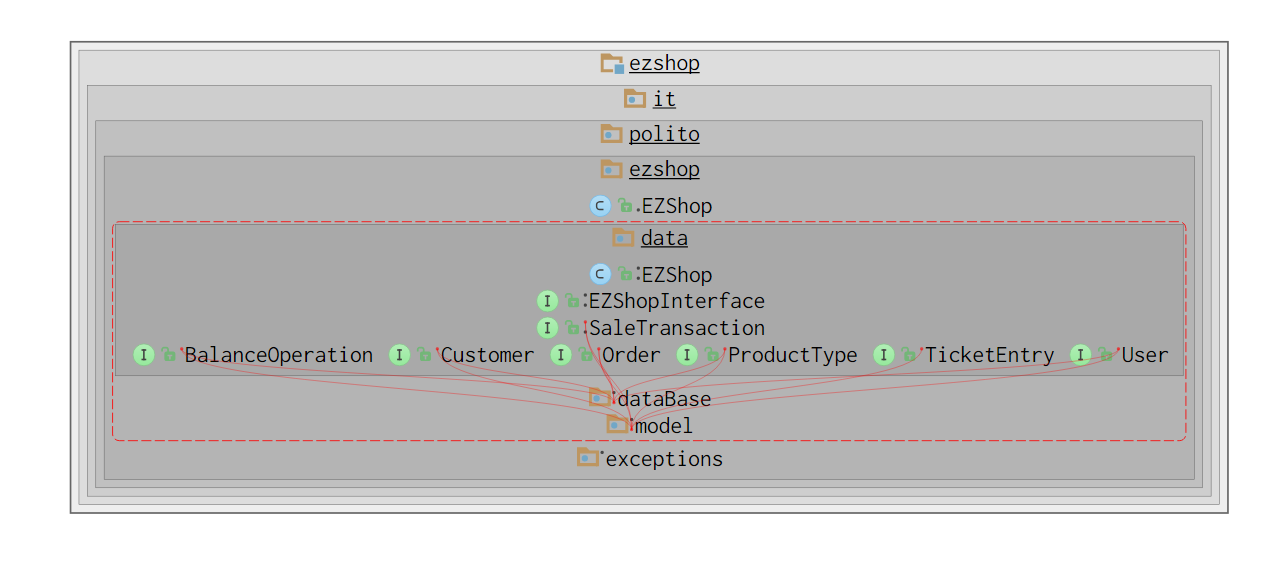 ezshop
it
polito
ezshop
C EZShop
data
C EZShop
I EZShopInterface
I SaleTransaction
I BalanceOperation I Customer I Order I ProductType I TicketEntry I User
dataBase
model
exceptions